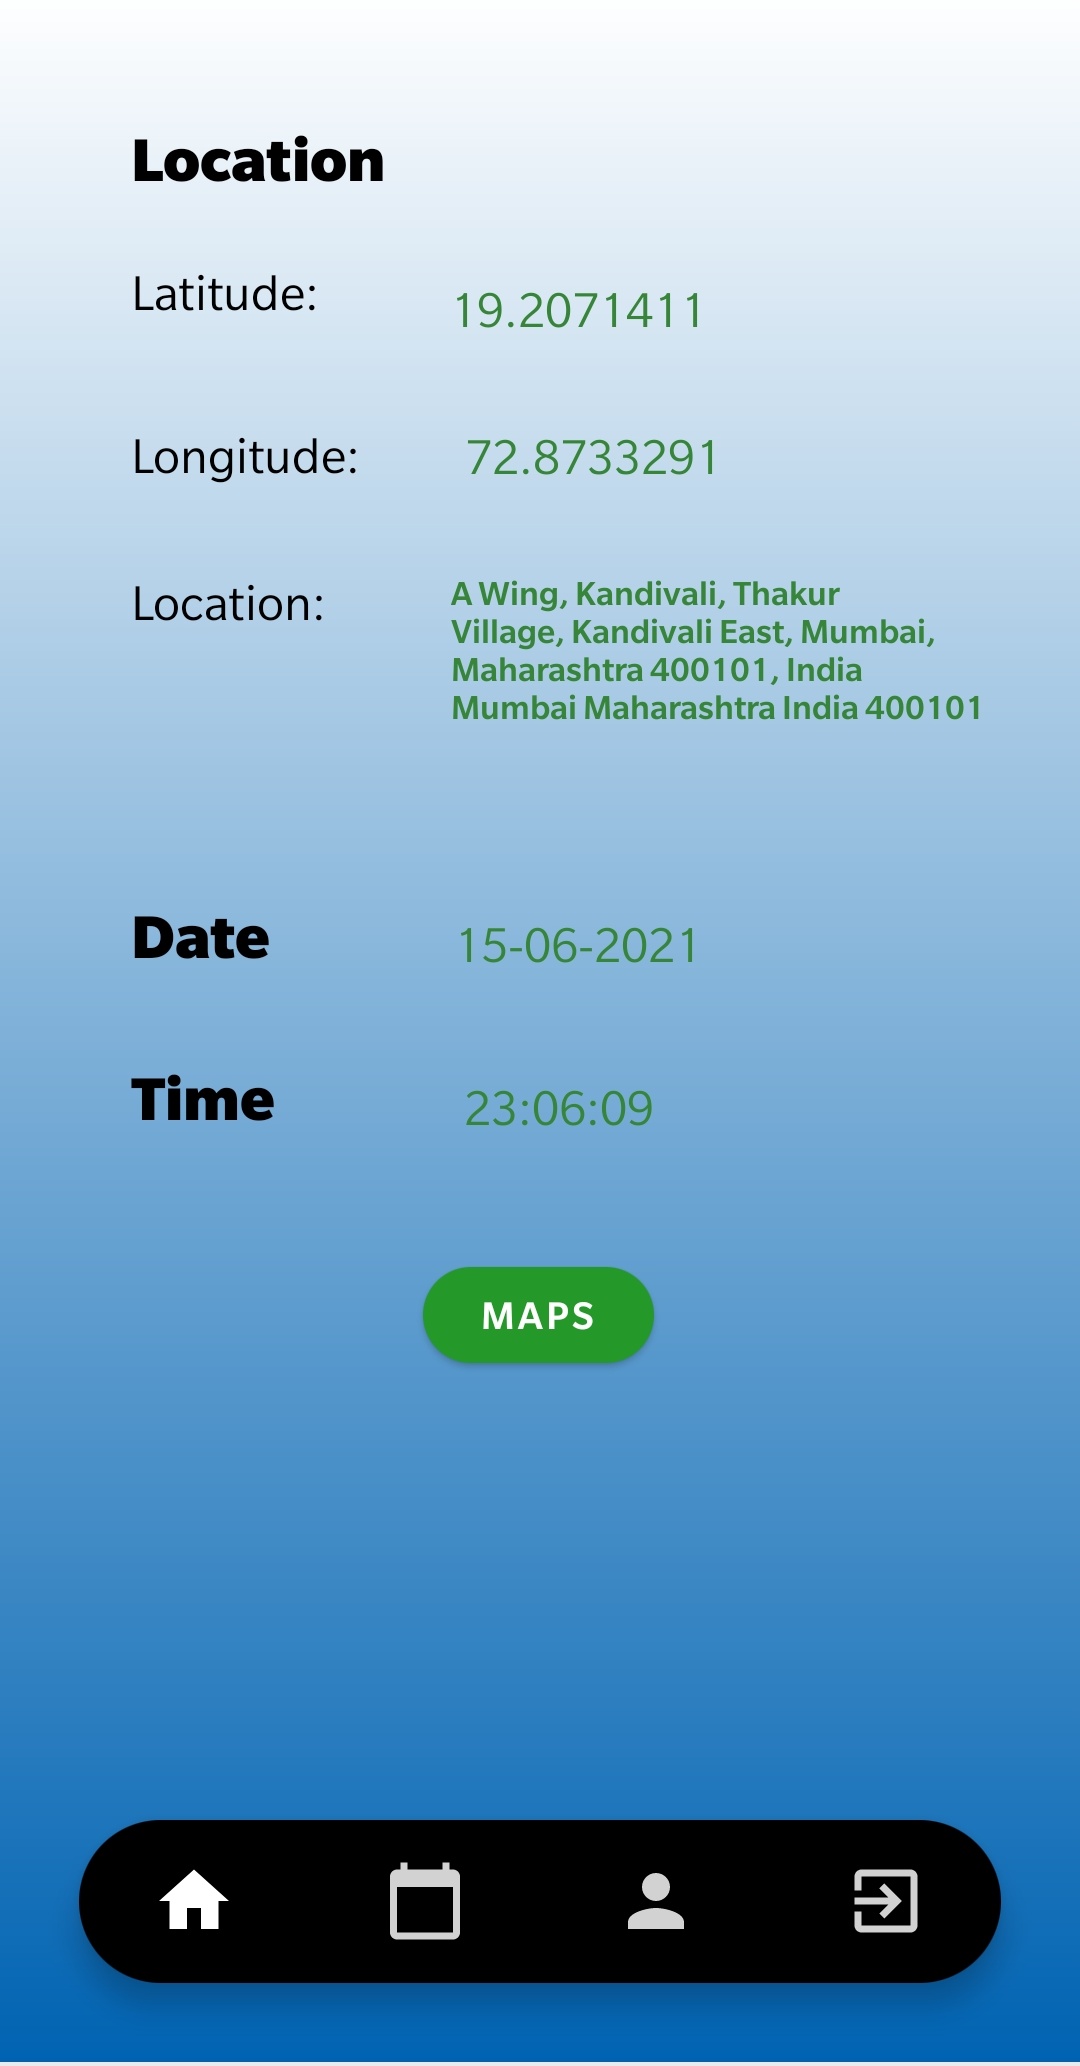 Location
Latitude: 19.2071411
Longitude: 72.8733291
Location: A Wing, Kandivali, Thakur
Village, Kandivali East, Mumbai,
Maharashtra 400101, India
Mumbai Maharashtra India 400101
Date 15-06-2021
Time 23:06:09
MAPS